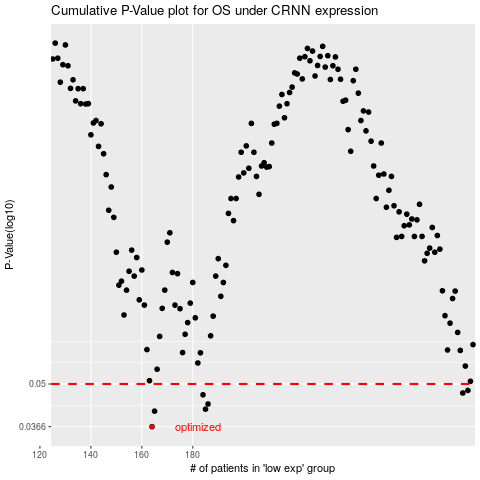 Cumulative P-Value plot for OS under CRNN expression
P-Value(log10)
0.05
0.0366
optimized
120 140 160 180
# of patients in 'low exp' group